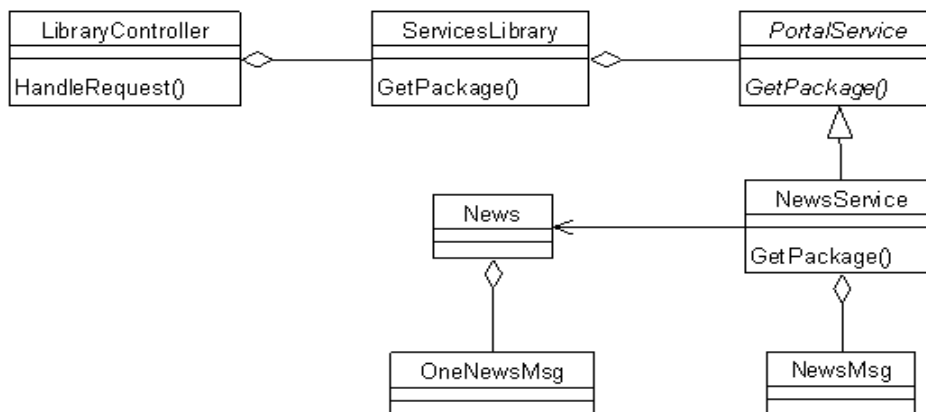 LibraryController
HandleRequest()
ServicesLibrary
GetPackage()
PortalService
GetPackage()
NewsService
GetPackage()
News
OneNewsMsg
NewsMsg